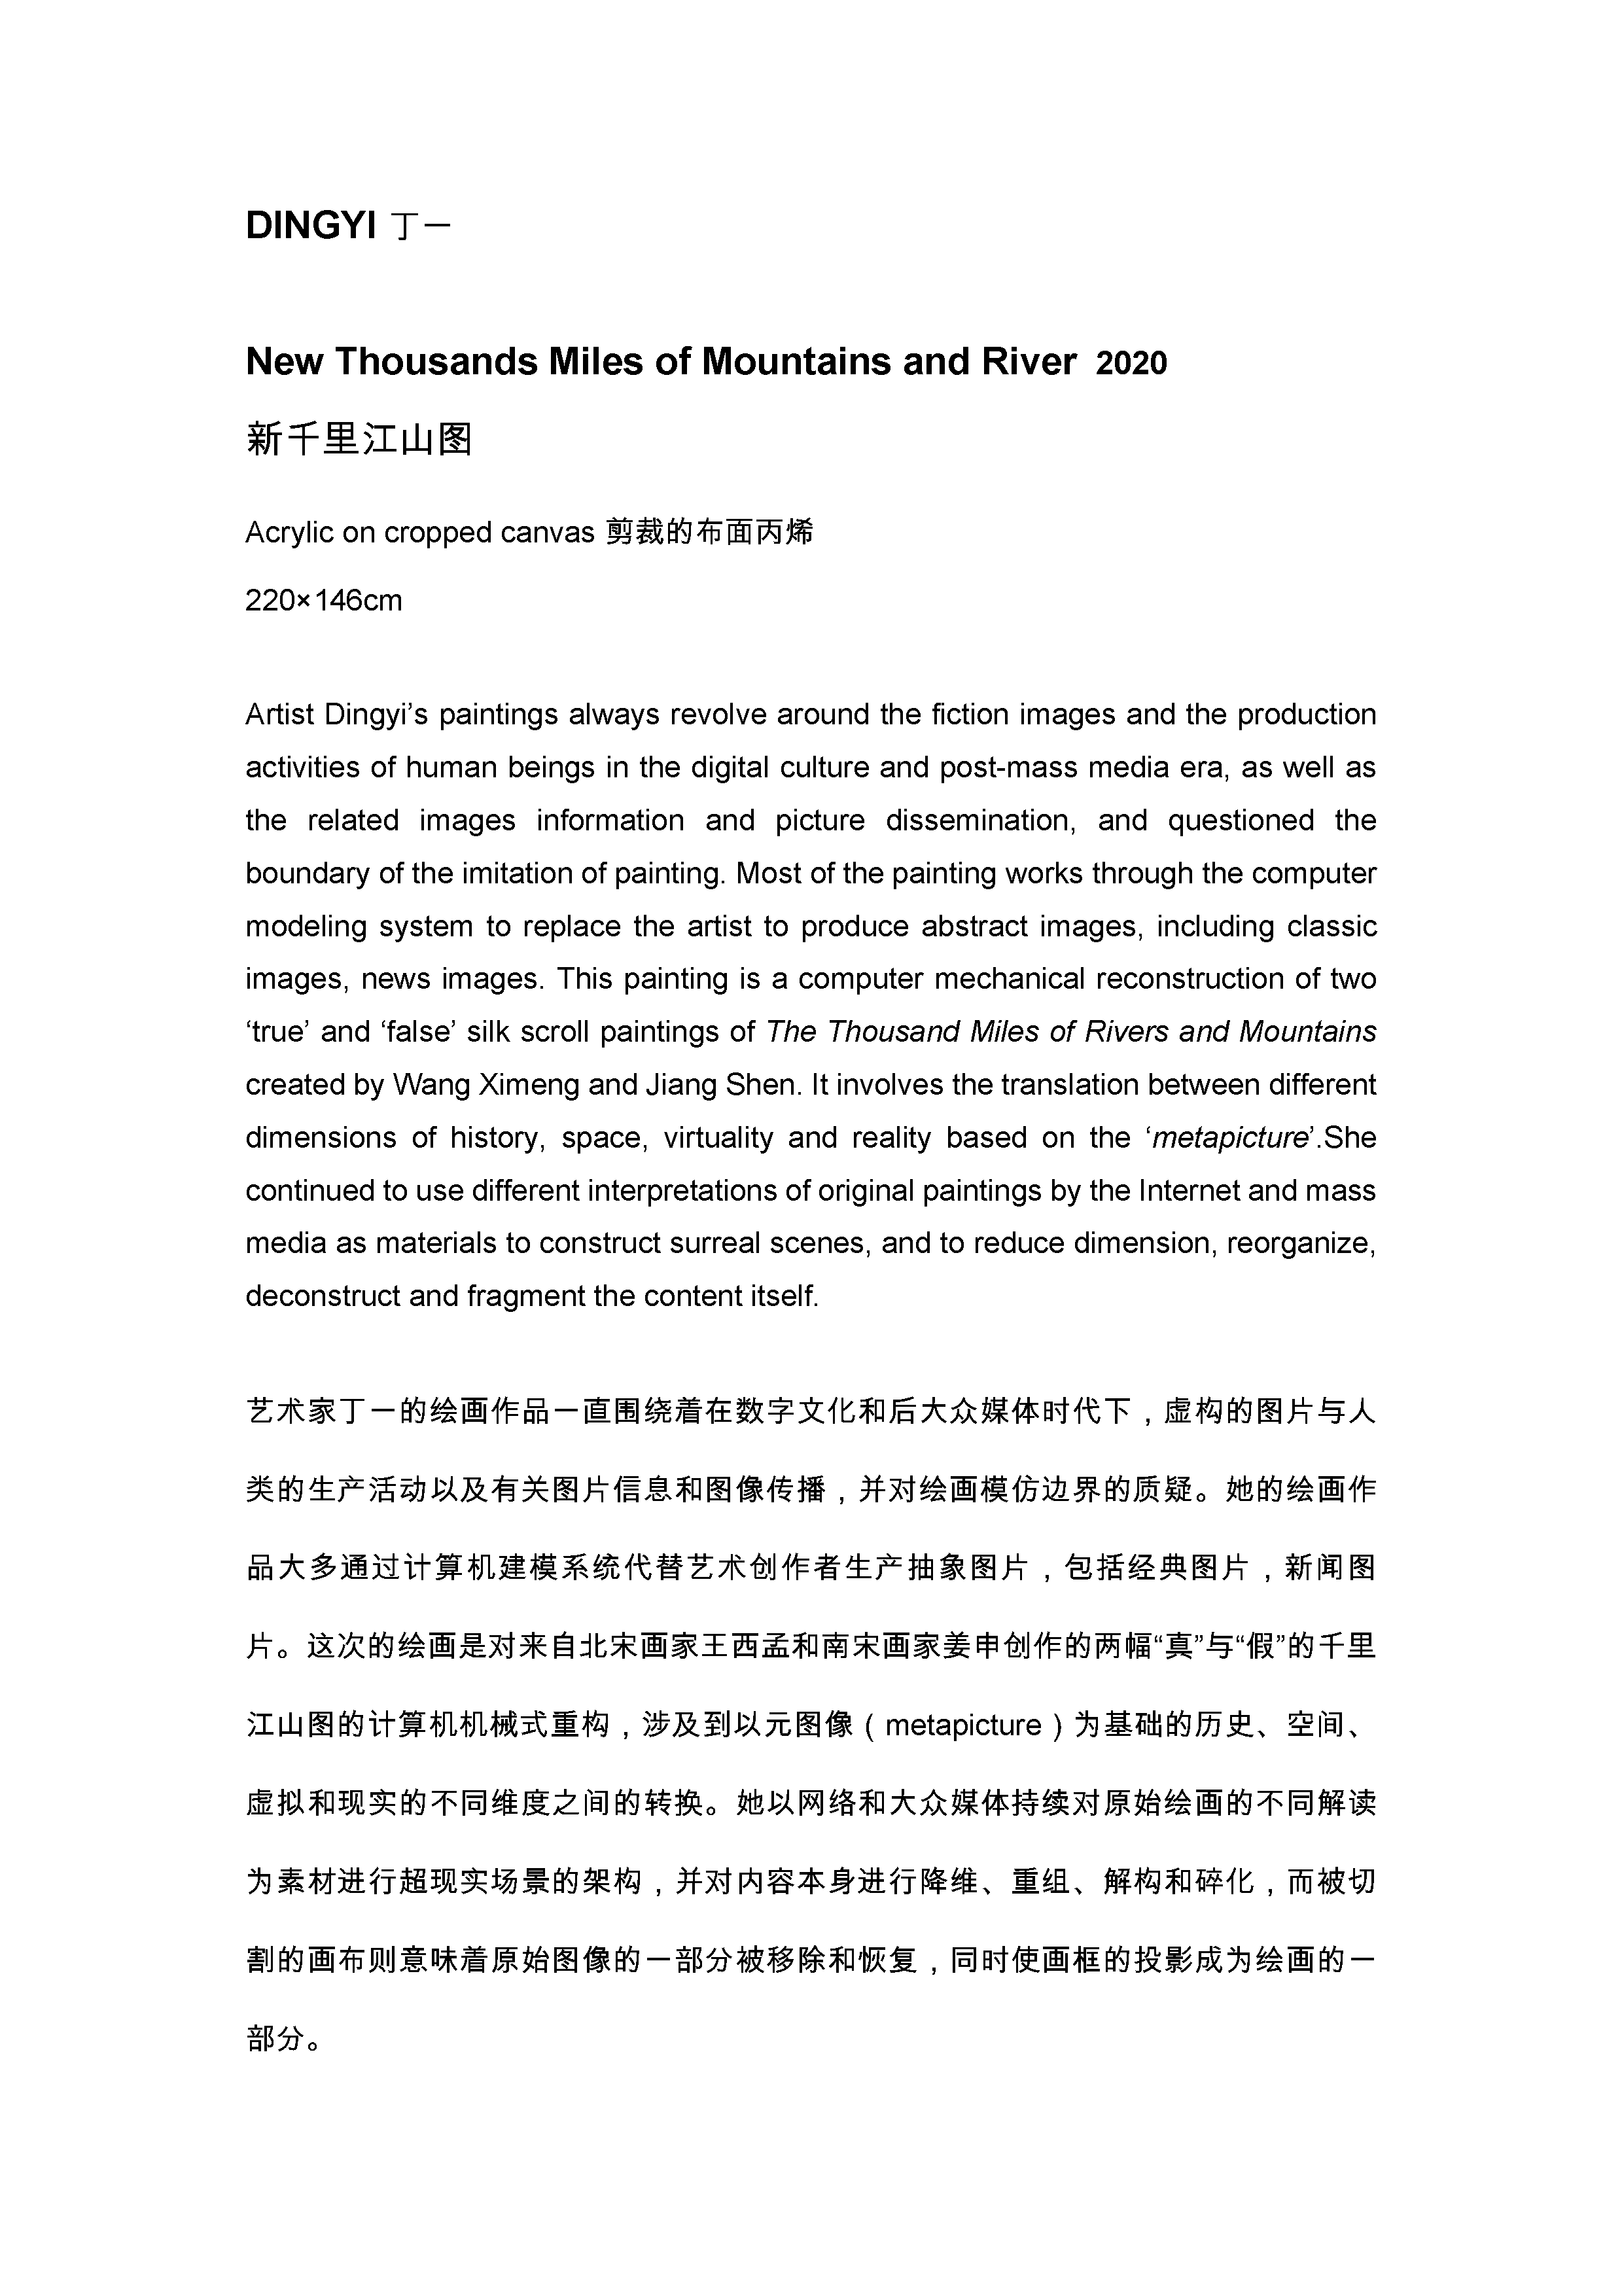 DINGYI 丁一
New Thousands Miles of Mountains and River 2020
新千里江山图
Acrylic on cropped canvas 剪裁的布面丙烯
220×146cm
Artist Dingyi’s paintings always revolve around the fiction images and the production
activities of human beings in the digital culture and post-mass media era, as well as
the related images information and picture dissemination, and questioned the
boundary of the imitation of painting. Most of the painting works through the computer
modeling system to replace the artist to produce abstract images, including classic
images, news images. This painting is a computer mechanical reconstruction of two
‘true’ and ‘false’ silk scroll paintings of The Thousand Miles of Rivers and Mountains
created by Wang Ximeng and Jiang Shen. It involves the translation between different
dimensions of history, space, virtuality and reality based on the ‘metapicture’.She
continued to use different interpretations of original paintings by the Internet and mass
media as materials to construct surreal scenes, and to reduce dimension, reorganize,
deconstruct and fragment the content itself.
艺术家丁一的绘画作品一直围绕着在数字文化和后大众媒体时代下，虚构的图片与人
类的生产活动以及有关图片信息和图像传播，并对绘画模仿边界的质疑。她的绘画作
品大多通过计算机建模系统代替艺术创作者生产抽象图片，包括经典图片，新闻图
片。这次的绘画是对来自北宋画家王西孟和南宋画家姜申创作的两幅“真”与“假”的千里
江山图的计算机机械式重构，涉及到以元图像（metapicture）为基础的历史、空间、
虚拟和现实的不同维度之间的转换。她以网络和大众媒体持续对原始绘画的不同解读
为素材进行超现实场景的架构，并对内容本身进行降维、重组、解构和碎化，而被切
割的画布则意味着原始图像的一部分被移除和恢复，同时使画框的投影成为绘画的一
部分。